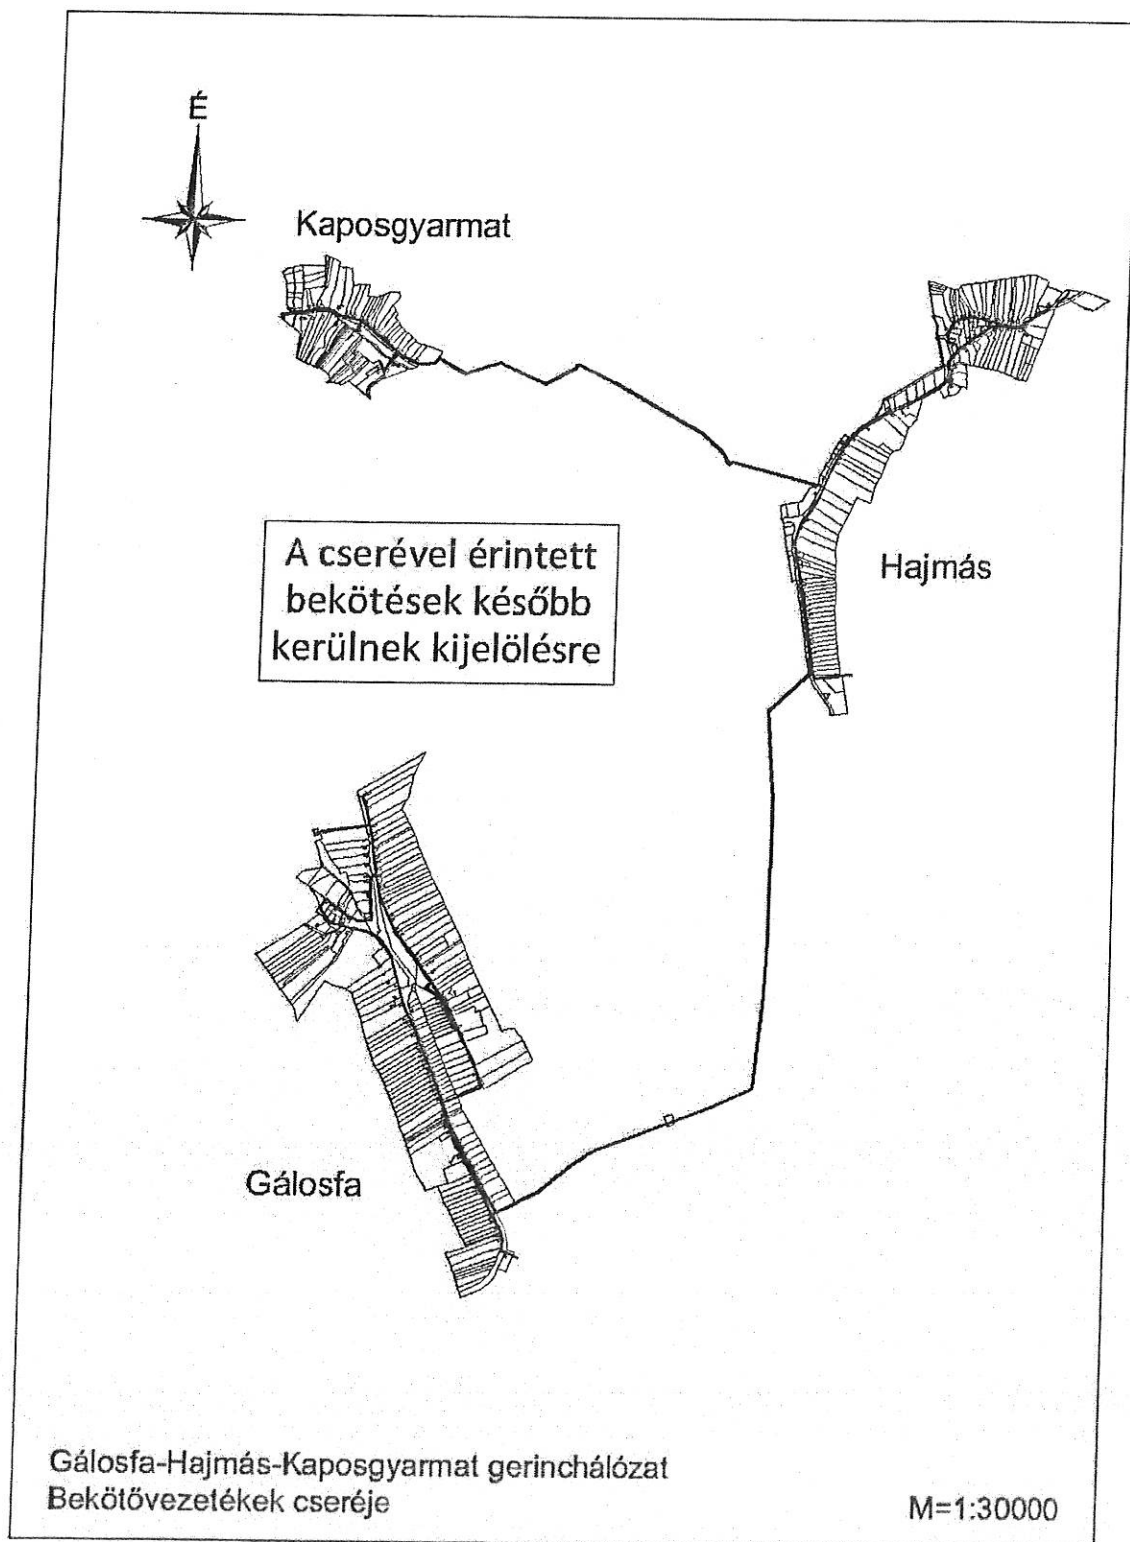 É
Kaposgyarmat
A cserével érintett
bekötések később
kerülnek kijelölésre
Hajmás
Gálosfa
Gálosfa-Hajmás-Kaposgyarmat gerinchálózat
Bekötővezetékek cseréje
M=1:30000